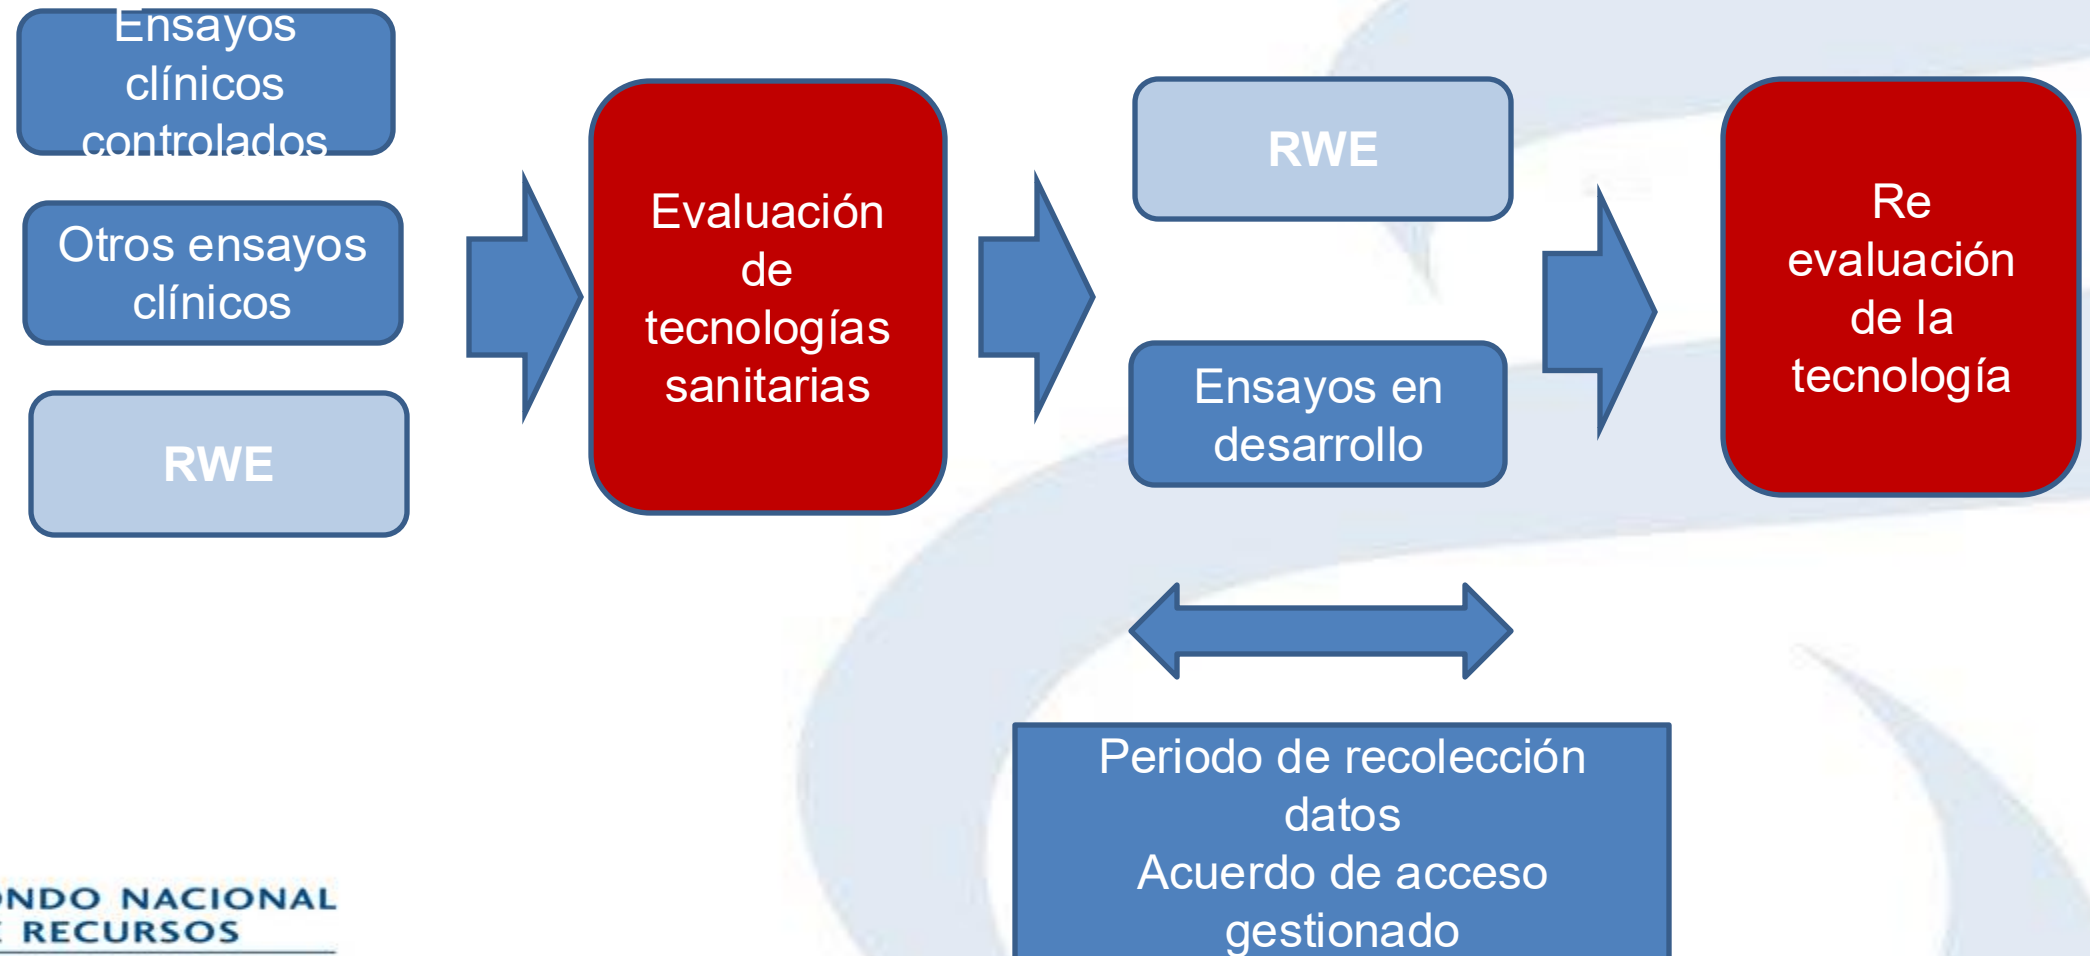 Ensayos
clínicos
controlados
Otros ensayos
clínicos
RWE
Evaluación
de
tecnologías
sanitarias
RWE
Ensayos en
desarrollo
Re
evaluación
de la
tecnología
Periodo de recolección
datos
Acuerdo de acceso
gestionado
NACIONAL
RECURSOS